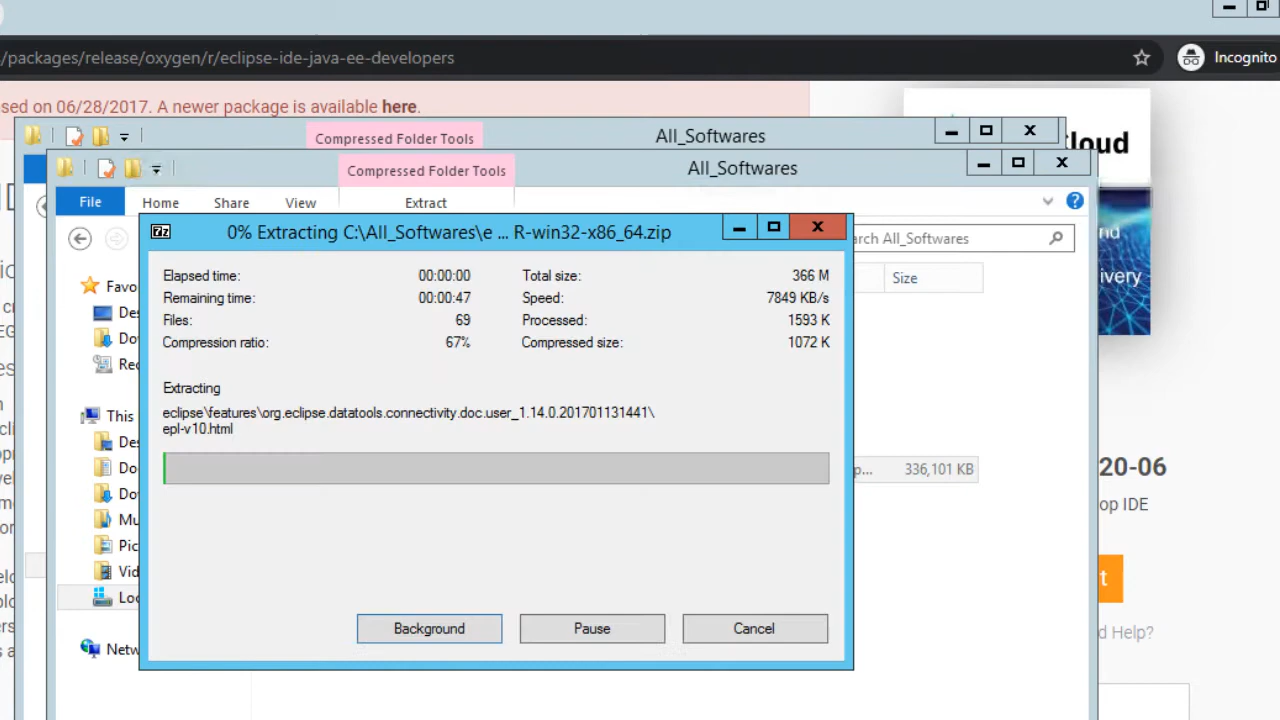 /packages/release/oxygen/r/eclipse-ide-java-ee-developers
Incognito
sed on 06/28/2017. A newer package is available here.
Compressed Folder Tools
All_Softwares
Compressed Folder Tools
All_Softwares
File
Home
Share
View
Extract
0% Extracting C:\All_Softwares\e ... R-win32-x86_64.zip
arch All_Softwares
Size
Elapsed time:
00:00:00
Total size:
366 M
Remaining time:
00:00:47
Speed:
7849 KB/s
Files:
69
Processed:
1593 K
Compression ratio:
67%
Compressed size:
1072 K
Extracting
eclipse\features\org.eclipse.datatools.connectivity.doc.user_1.14.0.201701131441\
epl-v10.html
Background
Pause
Cancel
Favo
Des
Do
Rec
This
Des
Do
Do
Mu
Pic
Vid
Loc
Netw
p...
336,101 KB
loud
nd
ivery
20-06
op IDE
t
d Help?